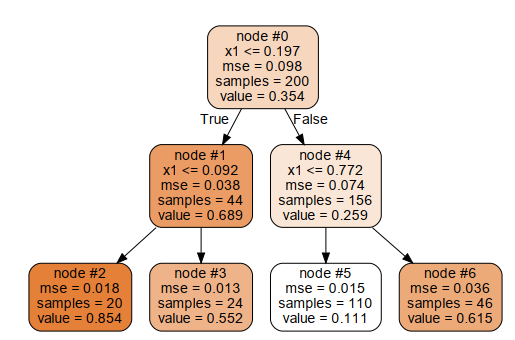 node #0
x1 <= 0.197
mse = 0.098
samples = 200
value = 0.354
True
False
node #1
x1 <= 0.092
mse = 0.038
samples = 44
value = 0.689
node #4
x1 <= 0.772
mse = 0.074
samples = 156
value = 0.259
node #2
mse = 0.018
samples = 20
value = 0.854
node #3
mse = 0.013
samples = 24
value = 0.552
node #5
mse = 0.015
samples = 110
value = 0.111
node #6
mse = 0.036
samples = 46
value = 0.615